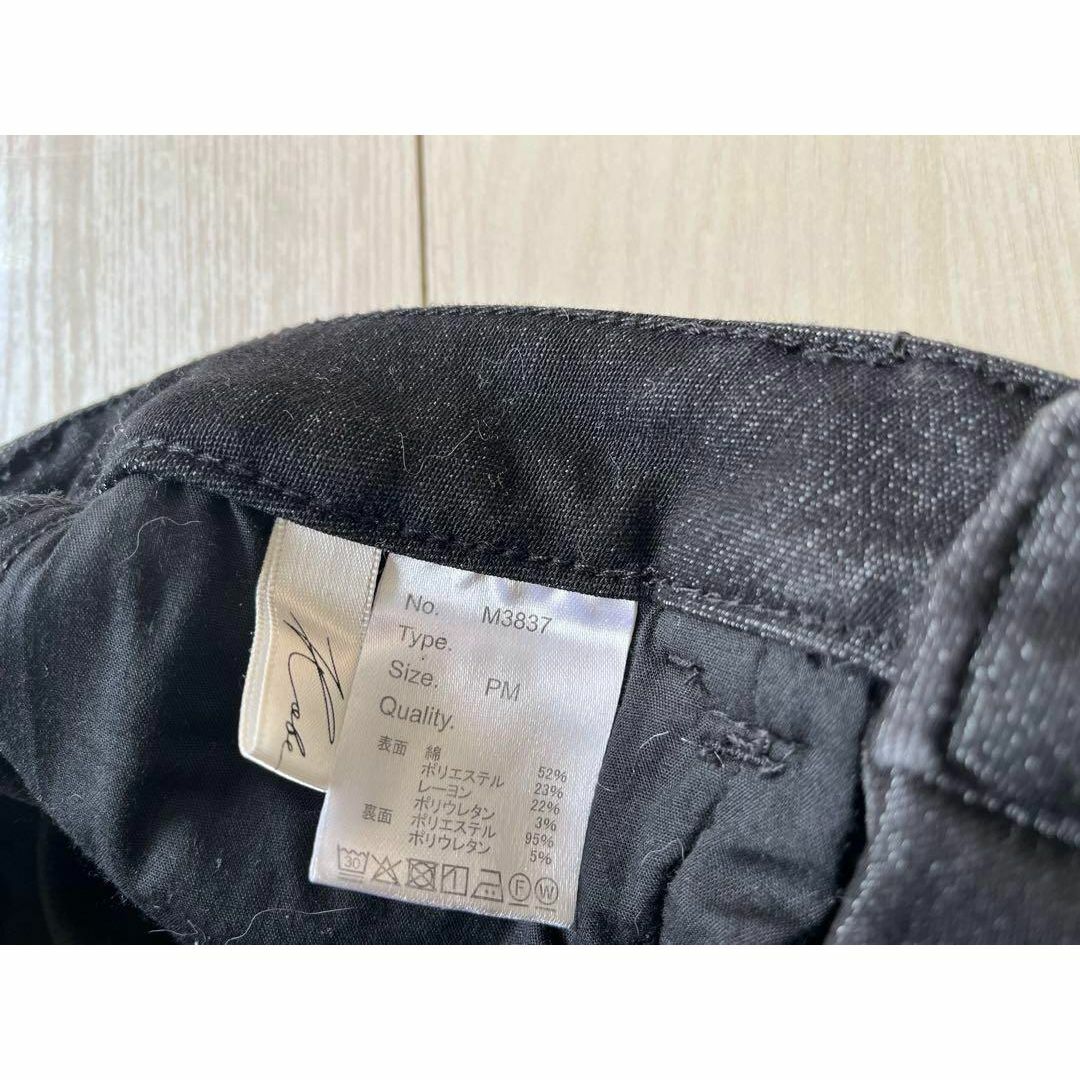 No. M3837
Type.
Size. PM
Quality.
表面 綿 52%
ポリエステル 23%
レーヨン 22%
ポリウレタン 3%
裏面 ポリエステル 95%
ポリウレタン 5%
30 F W